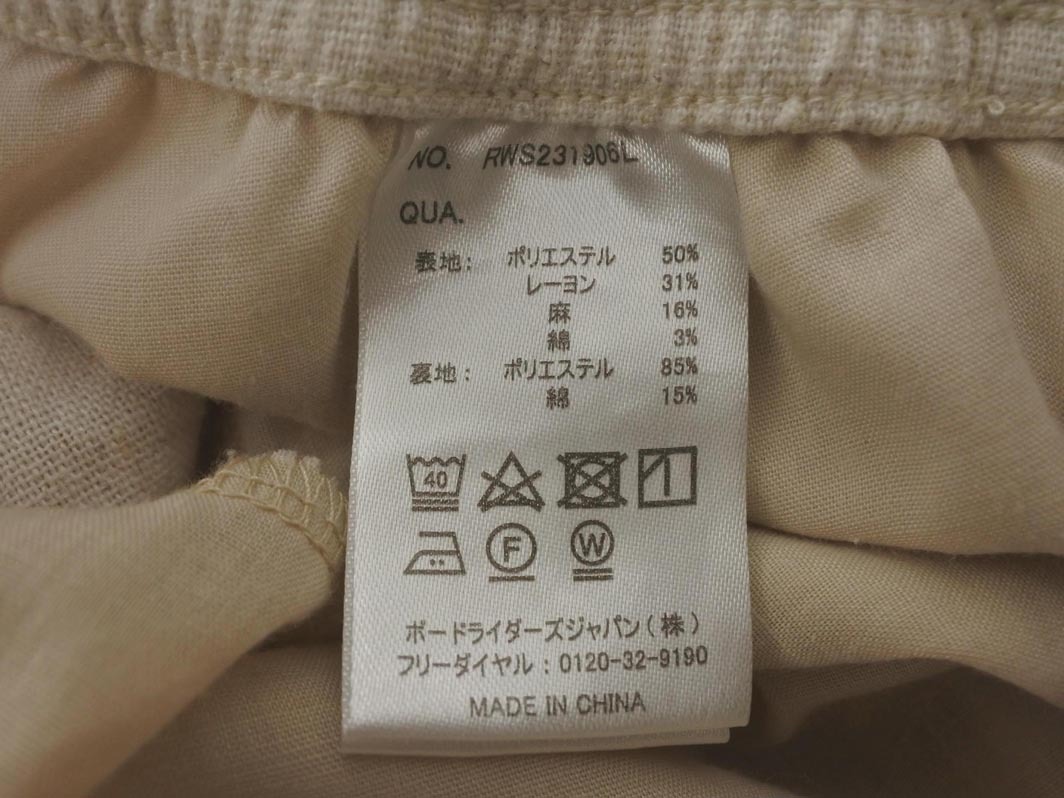 NO. RWS231906L
QUA.
表地: ポリエステル 50%
レーヨン 31%
麻 16%
綿 3%
裏地: ポリエステル 85%
綿 15%
40
F W
ボードライダーズジャパン(株)
フリーダイヤル:0120-32-9190
MADE IN CHINA